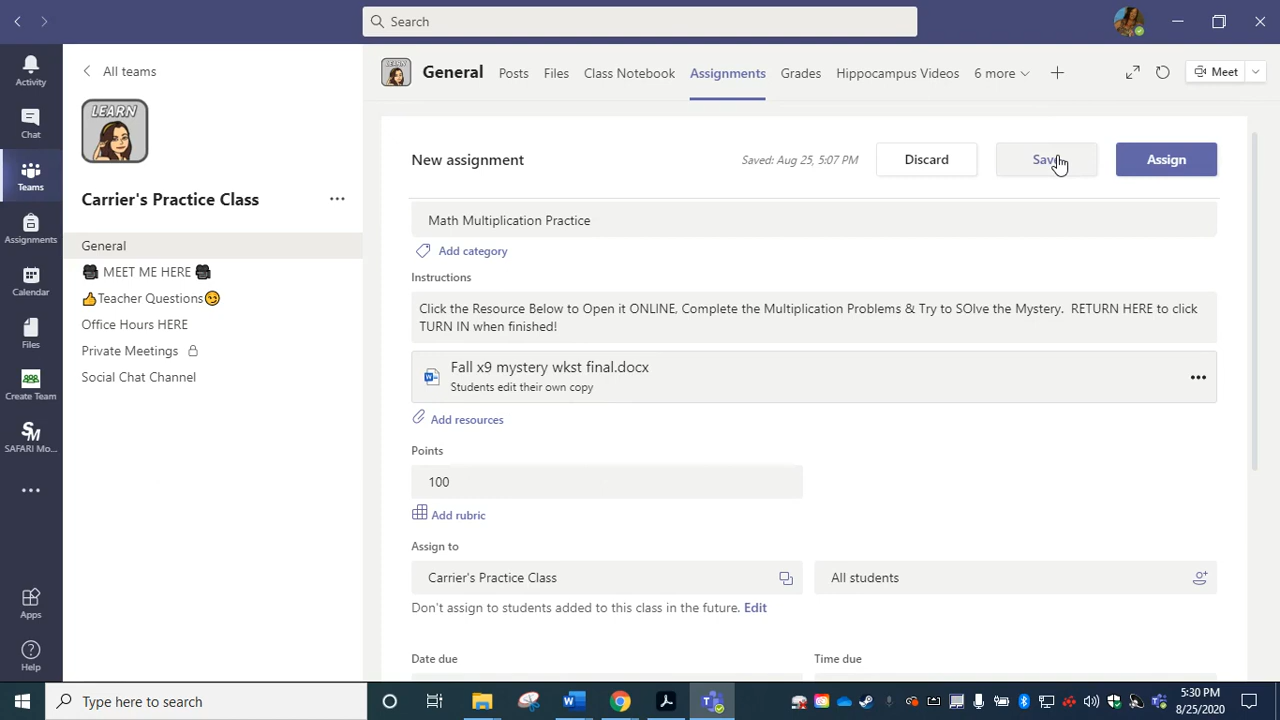 Search
Activity
Chat
Teams
Assignments
Calendar
Files
Create Team
SAFARI Mo...
Apps
Help
All teams
LEARN
Carrier's Practice Class
General
MEET ME HERE
Teacher Questions
Office Hours HERE
Private Meetings
Social Chat Channel
LEARN
General Posts Files Class Notebook Assignments Grades Hippocampus Videos 6 more Meet
New assignment
Saved: Aug 25, 5:07 PM
Discard
Save
Assign
Math Multiplication Practice
Add category
Instructions
Click the Resource Below to Open it ONLINE, Complete the Multiplication Problems & Try to SOlve the Mystery. RETURN HERE to click
TURN IN when finished!
Fall x9 mystery wkst final.docx
Students edit their own copy
Add resources
Points
100
Add rubric
Assign to
Carrier's Practice Class
All students
Don't assign to students added to this class in the future. Edit
Date due
Time due
Type here to search
5:30 PM
8/25/2020